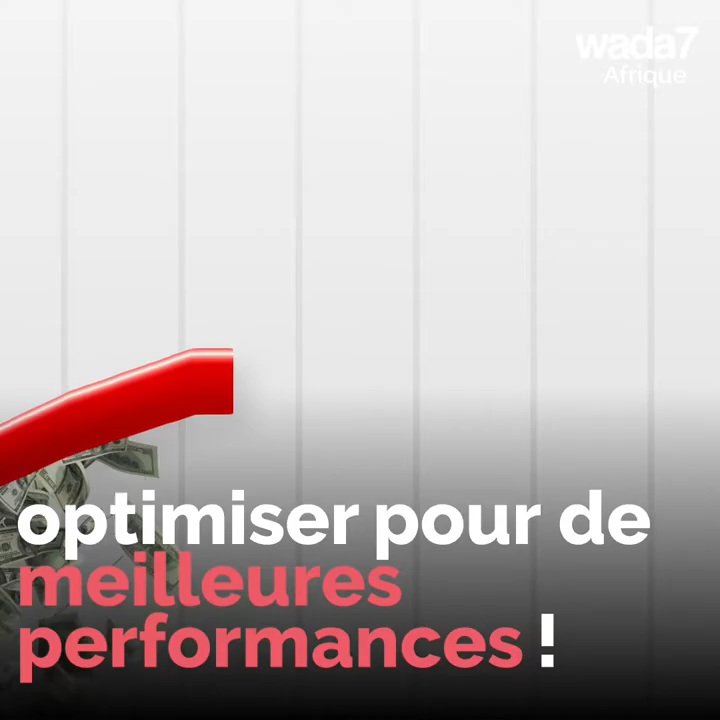 wada7
Afrique
optimiser pour de
meilleures
performances !